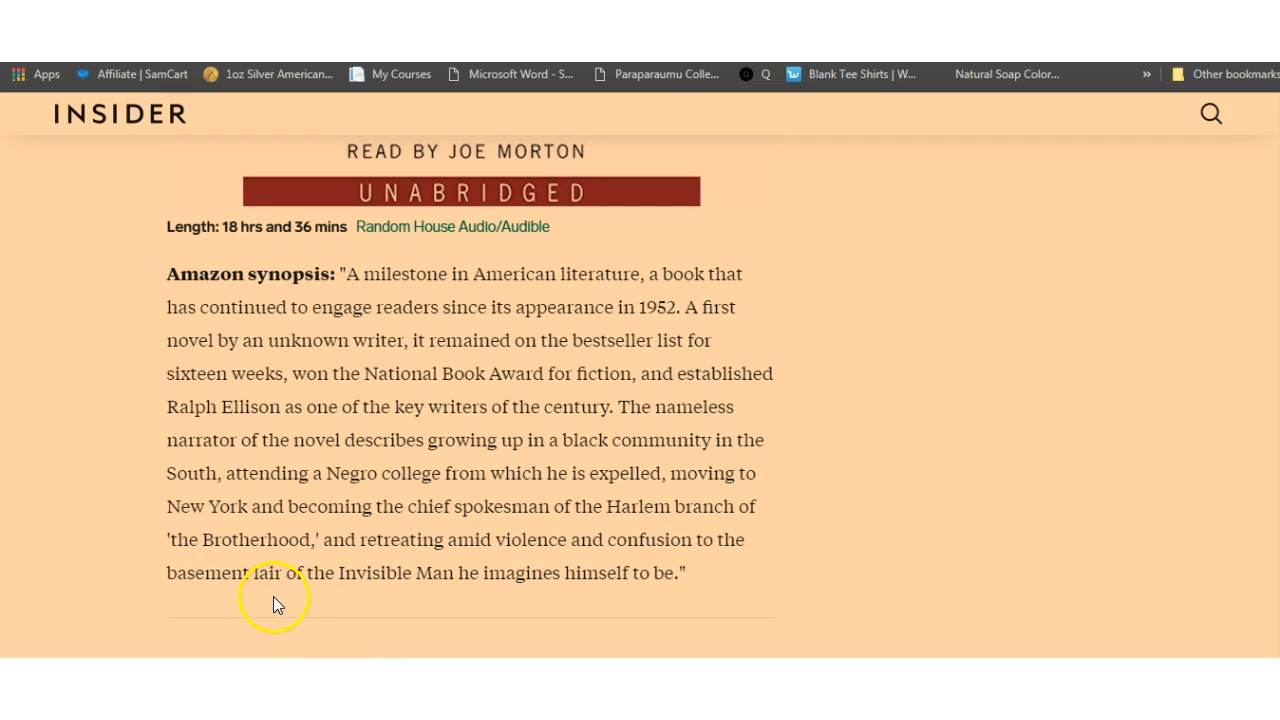 Apps Affiliate | SamCart 1oz Silver American... My Courses Microsoft Word - S... Paraparaumu Colle... Q Blank Tee Shirts | W... Natural Soap Color... » Other bookmarks
INSIDER
READ BY JOE MORTON
UNABRIDGED
Length: 18 hrs and 36 mins Random House Audio/Audible
Amazon synopsis: "A milestone in American literature, a book that
has continued to engage readers since its appearance in 1952. A first
novel by an unknown writer, it remained on the bestseller list for
sixteen weeks, won the National Book Award for fiction, and established
Ralph Ellison as one of the key writers of the century. The nameless
narrator of the novel describes growing up in a black community in the
South, attending a Negro college from which he is expelled, moving to
New York and becoming the chief spokesman of the Harlem branch of
'the Brotherhood,' and retreating amid violence and confusion to the
basement lair of the Invisible Man he imagines himself to be."